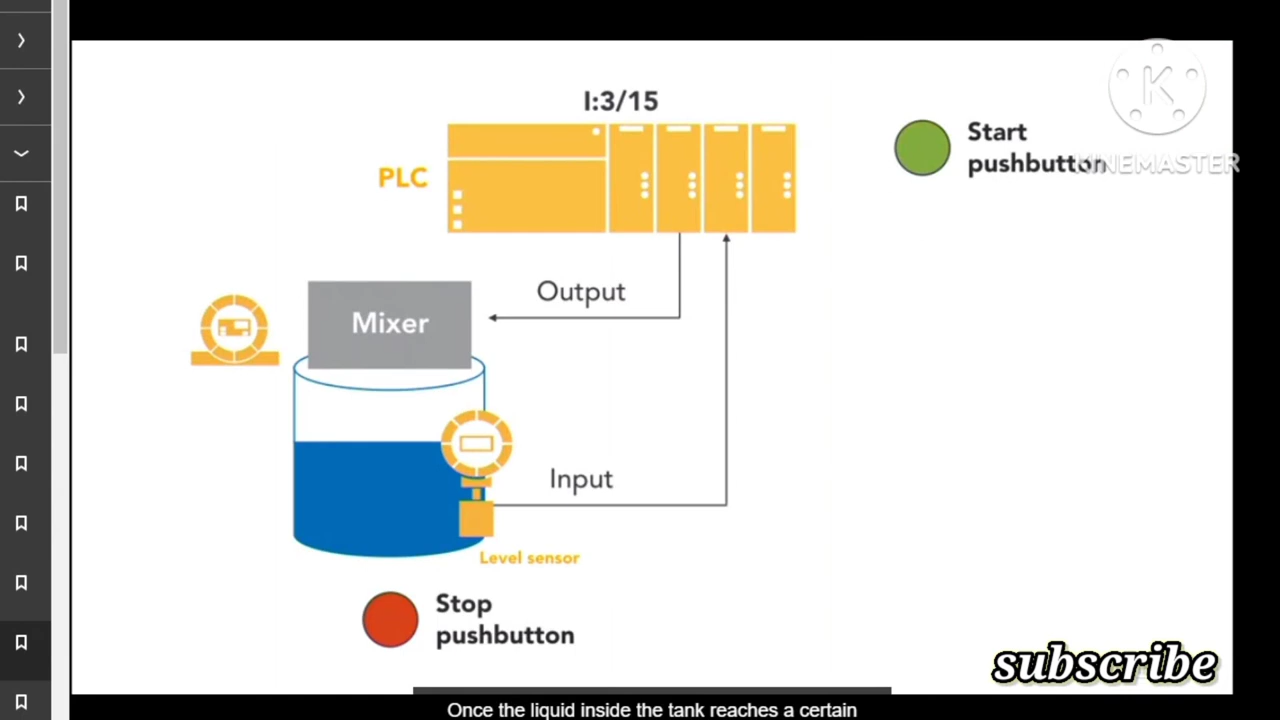 I:3/15
PLC
Start
pushbutton
K
KINEMASTER
Output
Mixer
Input
Level sensor
Stop
pushbutton
subscribe
Once the liquid inside the tank reaches a certain